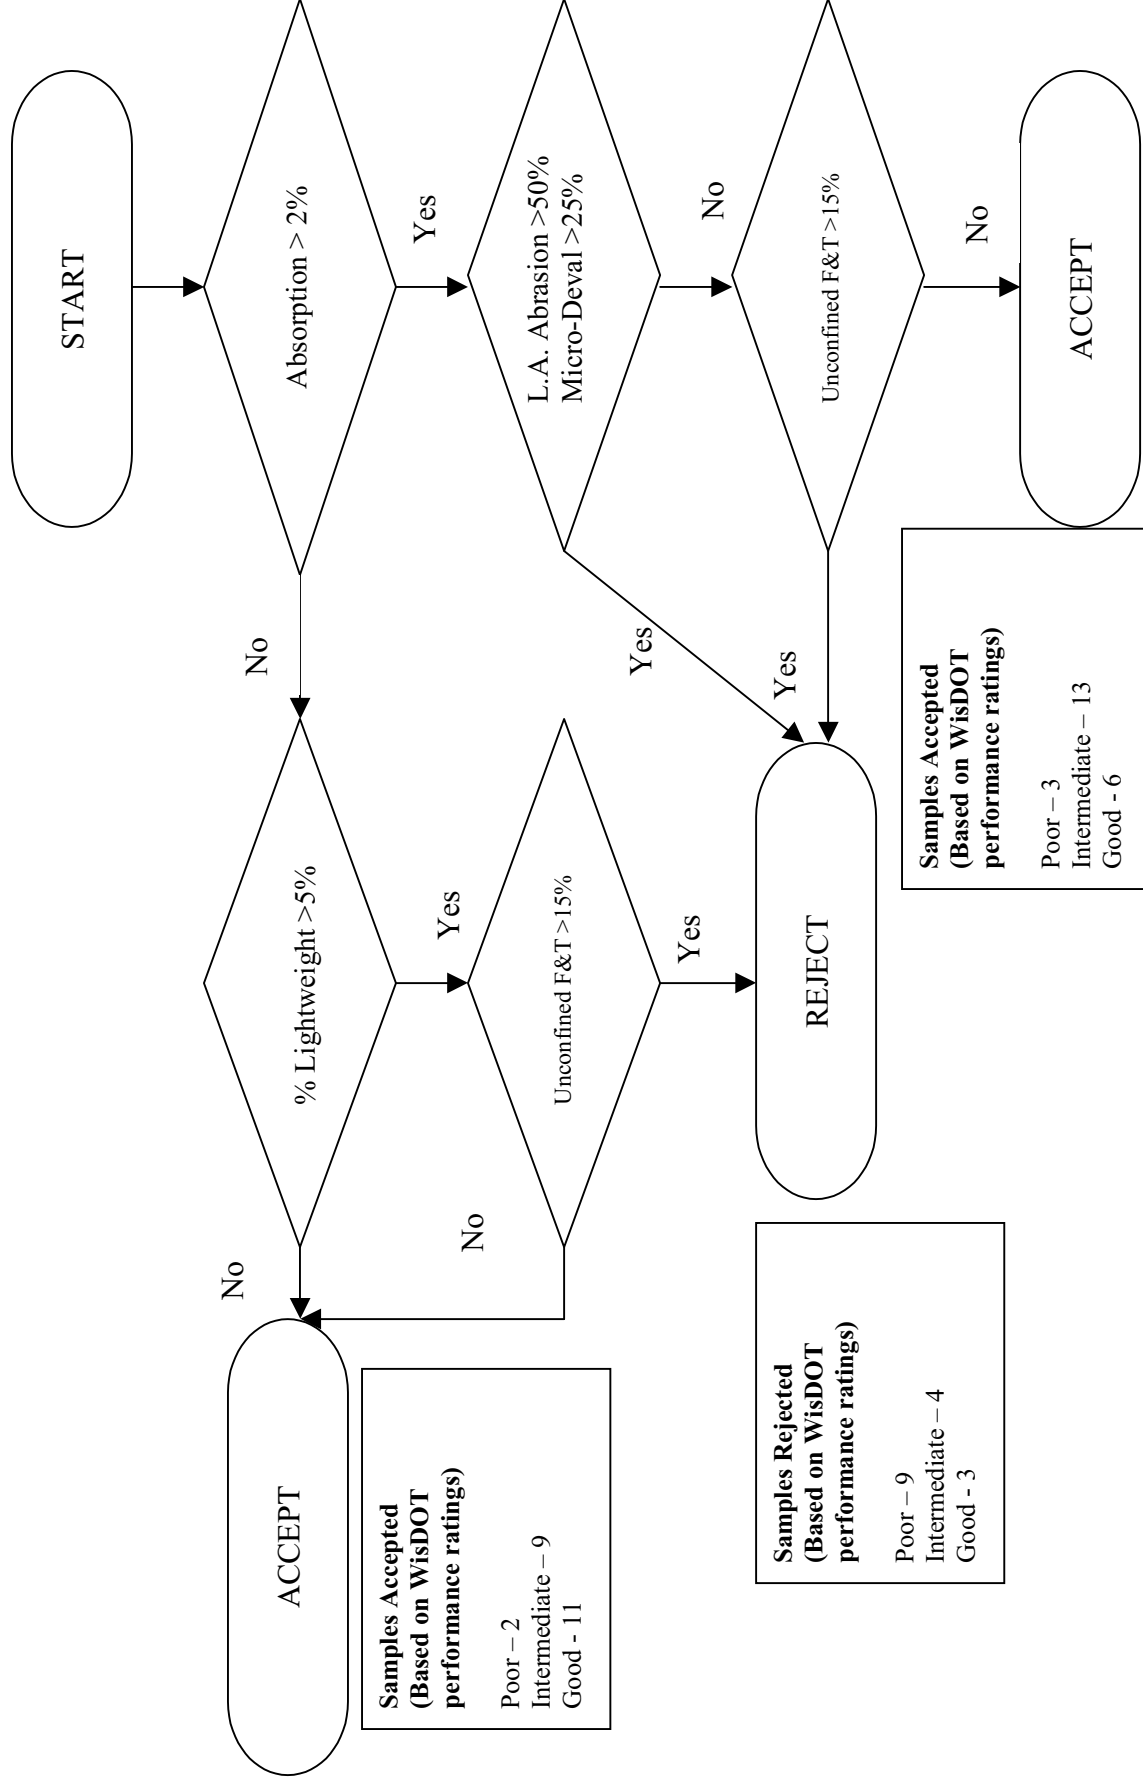 START
Absorption > 2%
Yes
No
L.A. Abrasion >50%
Micro-Deval >25%
No
Yes
Unconfined F&T >15%
No
Yes
ACCEPT
Samples Accepted
(Based on WisDOT
performance ratings)
Poor – 3
Intermediate – 13
Good - 6
% Lightweight >5%
Yes
No
Unconfined F&T >15%
Yes
No
REJECT
Samples Rejected
(Based on WisDOT
performance ratings)
Poor – 9
Intermediate – 4
Good - 3
ACCEPT
Samples Accepted
(Based on WisDOT
performance ratings)
Poor – 2
Intermediate – 9
Good - 11